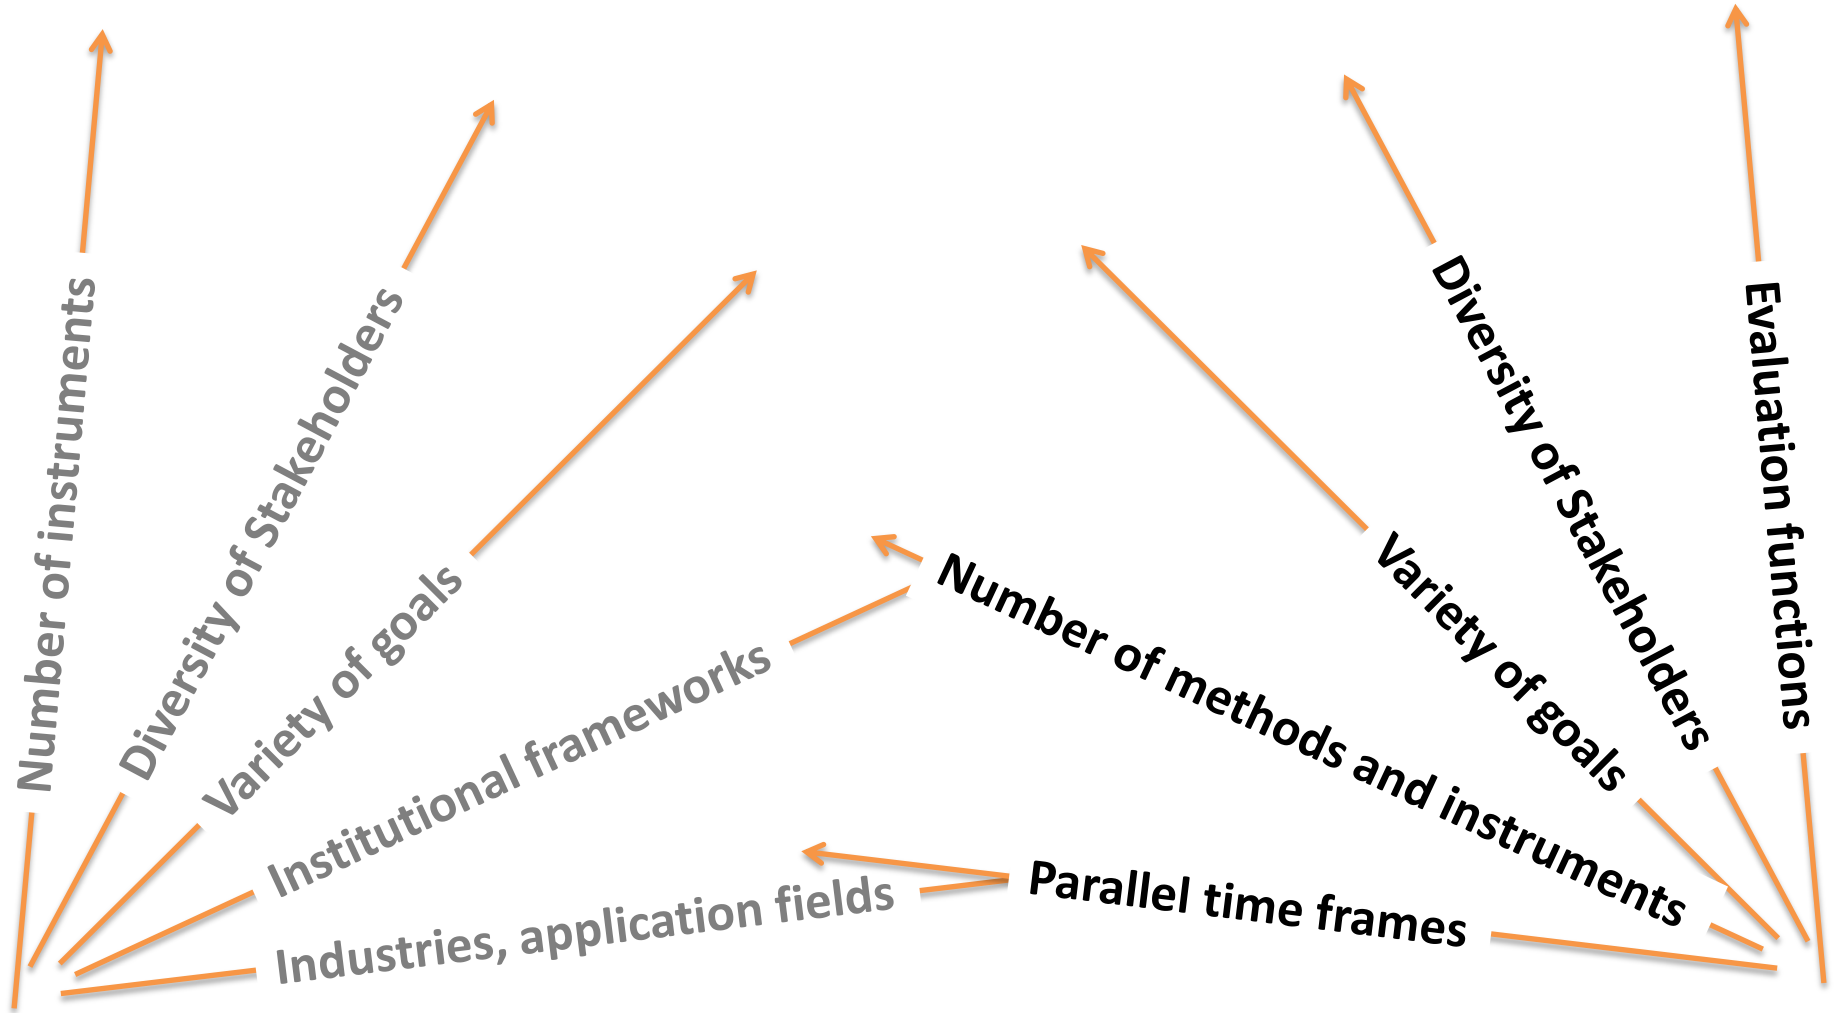 Number of instruments
Diversity of Stakeholders
Variety of goals
Institutional frameworks
Industries, application fields
Evaluation functions
Diversity of Stakeholders
Variety of goals
Number of methods and instruments
Parallel time frames